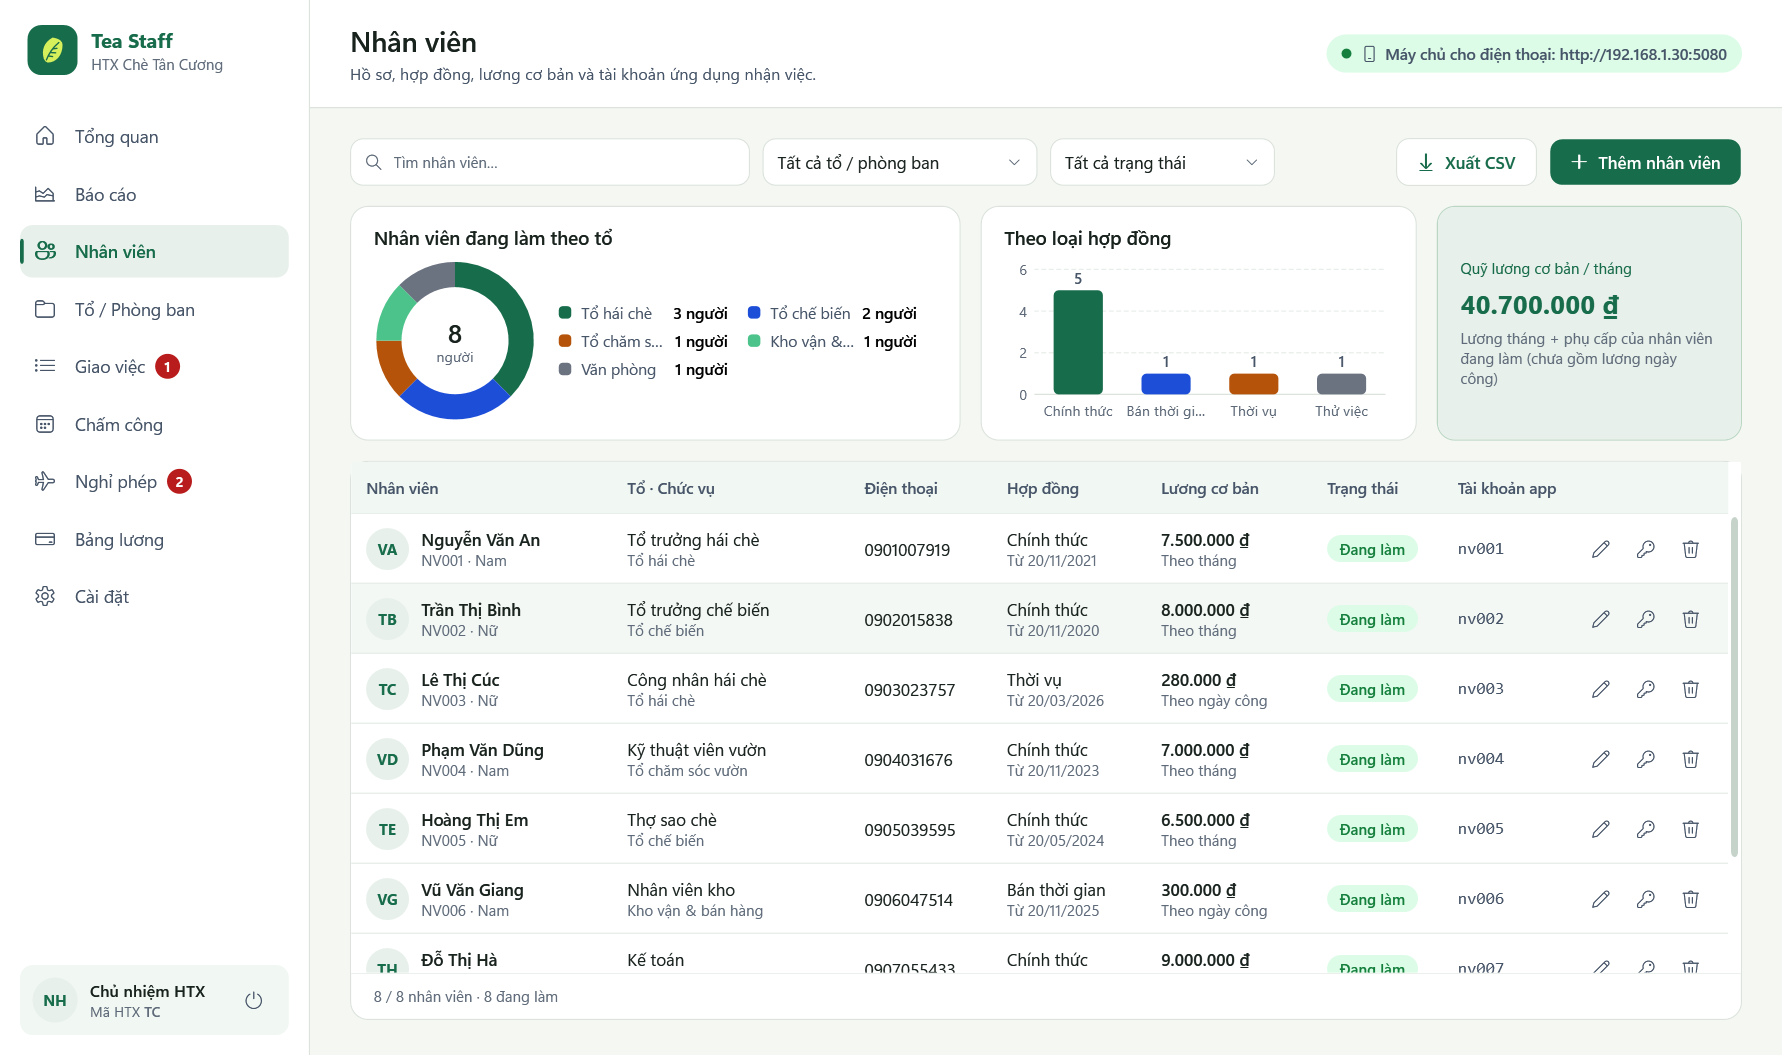 Tea Staff
HTX Chè Tân Cương
Tổng quan
Báo cáo
Nhân viên
Tổ / Phòng ban
Giao việc 1
Chấm công
Nghỉ phép 2
Bảng lương
Cài đặt
NH
Chủ nhiệm HTX
Mã HTX TC
Nhân viên
Hồ sơ, hợp đồng, lương cơ bản và tài khoản ứng dụng nhận việc.
Máy chủ cho điện thoại: http://192.168.1.30:5080
Tìm nhân viên...
Tất cả tổ / phòng ban
Tất cả trạng thái
Xuất CSV
Thêm nhân viên
Nhân viên đang làm theo tổ
8
người
Tổ hái chè 3 người
Tổ chế biến 2 người
Tổ chăm s... 1 người
Kho vận &... 1 người
Văn phòng 1 người
Theo loại hợp đồng
6
4
2
0
5
1
1
1
Chính thức
Bán thời gi...
Thời vụ
Thử việc
Quỹ lương cơ bản / tháng
40.700.000 ₫
Lương tháng + phụ cấp của nhân viên
đang làm (chưa gồm lương ngày
công)
Nhân viên Tổ · Chức vụ Điện thoại Hợp đồng Lương cơ bản Trạng thái Tài khoản app
VA Nguyễn Văn An Tổ trưởng hái chè 0901007919 Chính thức 7.500.000 ₫ Đang làm nv001
NV001 · Nam Tổ hái chè Từ 20/11/2021 Theo tháng
TB Trần Thị Bình Tổ trưởng chế biến 0902015838 Chính thức 8.000.000 ₫ Đang làm nv002
NV002 · Nữ Tổ chế biến Từ 20/11/2020 Theo tháng
TC Lê Thị Cúc Công nhân hái chè 0903023757 Thời vụ 280.000 ₫ Đang làm nv003
NV003 · Nữ Tổ hái chè Từ 20/03/2026 Theo ngày công
VD Phạm Văn Dũng Kỹ thuật viên vườn 0904031676 Chính thức 7.000.000 ₫ Đang làm nv004
NV004 · Nam Tổ chăm sóc vườn Từ 20/11/2023 Theo tháng
TE Hoàng Thị Em Thợ sao chè 0905039595 Chính thức 6.500.000 ₫ Đang làm nv005
NV005 · Nữ Tổ chế biến Từ 20/05/2024 Theo tháng
VG Vũ Văn Giang Nhân viên kho 0906047514 Bán thời gian 300.000 ₫ Đang làm nv006
NV006 · Nam Kho vận & bán hàng Từ 20/11/2025 Theo ngày công
TH Đỗ Thị Hà Kế toán 0907055433 Chính thức 9.000.000 ₫ Đang làm nv007
8 / 8 nhân viên · 8 đang làm